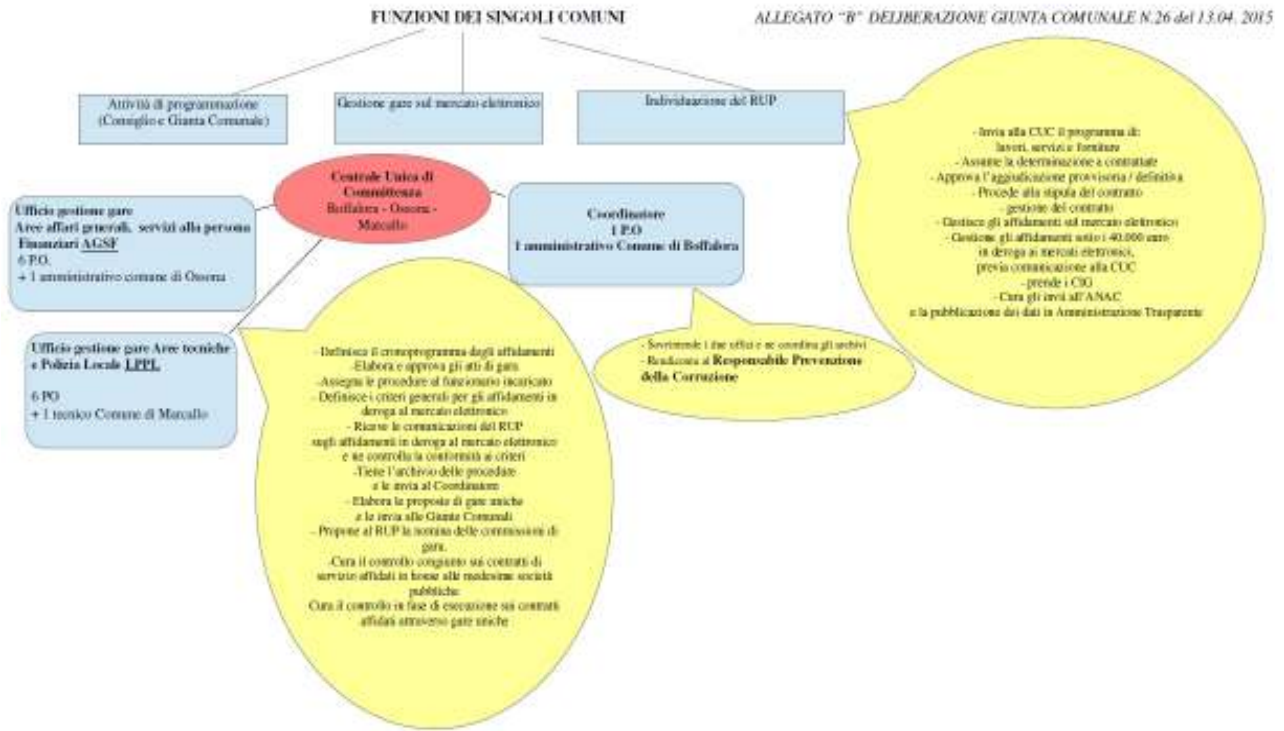 FUNZIONI DEI SINGOLI COMUNI
ALLEGATO "B" DELIBERAZIONE GIUNTA COMUNALE N.26 del 13.04. 2015
Attività di programmazione
(Consiglio e Giunta Comunale)
Gestione gare sul mercato elettronico
Individuazione del RUP
- Invia alla CUC il programma di:
lavori, servizi e forniture
- Assume la determinazione a contrattate
- Approva l'aggiudicazione provvisoria / definitiva
- Procede alla stipula del contratto
- gestione del contratto
- Gestisce gli affidamenti sul mercato elettronico
- Gestione gli affidamenti sotto i 40.000 euro
in deroga ai mercati elettronici,
previa comunicazione alla CUC
- prende i CIG
- Cura gli invii all'ANAC
e la pubblicazione dei dati in Amministrazione Trasparente
Centrale Unica di
Committenza
Boffalora - Ossona -
Marcallo
Ufficio gestione gare
Aree affari generali, servizi alla persona
Finanziari AGSF
6 P.O.
+ 1 amministrativo comune di Ossona
Coordinatore
1 P.O
1 amministrativo Comune di Boffalora
Ufficio gestione gare Aree tecniche
e Polizia Locale LPPL
6 PO
+ 1 tecnico Comune di Marcallo
- Sovrintende i due uffici e ne coordina gli archivi
- Rendiconta al Responsabile Prevenzione
della Corruzione
- Definisce il cronoprogramma degli affidamenti
- Elabora e approva gli atti di gara
- Assegna le procedure al funzionario incaricato
- Definisce i criteri generali per gli affidamenti in
deroga al mercato elettronico
- Riceve le comunicazioni del RUP
sugli affidamenti in deroga al mercato elettronico
e ne controlla la conformità ai criteri
-Tiene l'archivio delle procedure
e le invia al Coordinatore
- Elabora le proposte di gare uniche
e le invia alle Giunte Comunali
- Propone al RUP la nomina delle commissioni di
gara.
-Cura il controllo congiunto sui contratti di
servizio affidati in house alle medesime società
pubbliche
Cura il controllo in fase di esecuzione sui contratti
affidati attraverso gare uniche